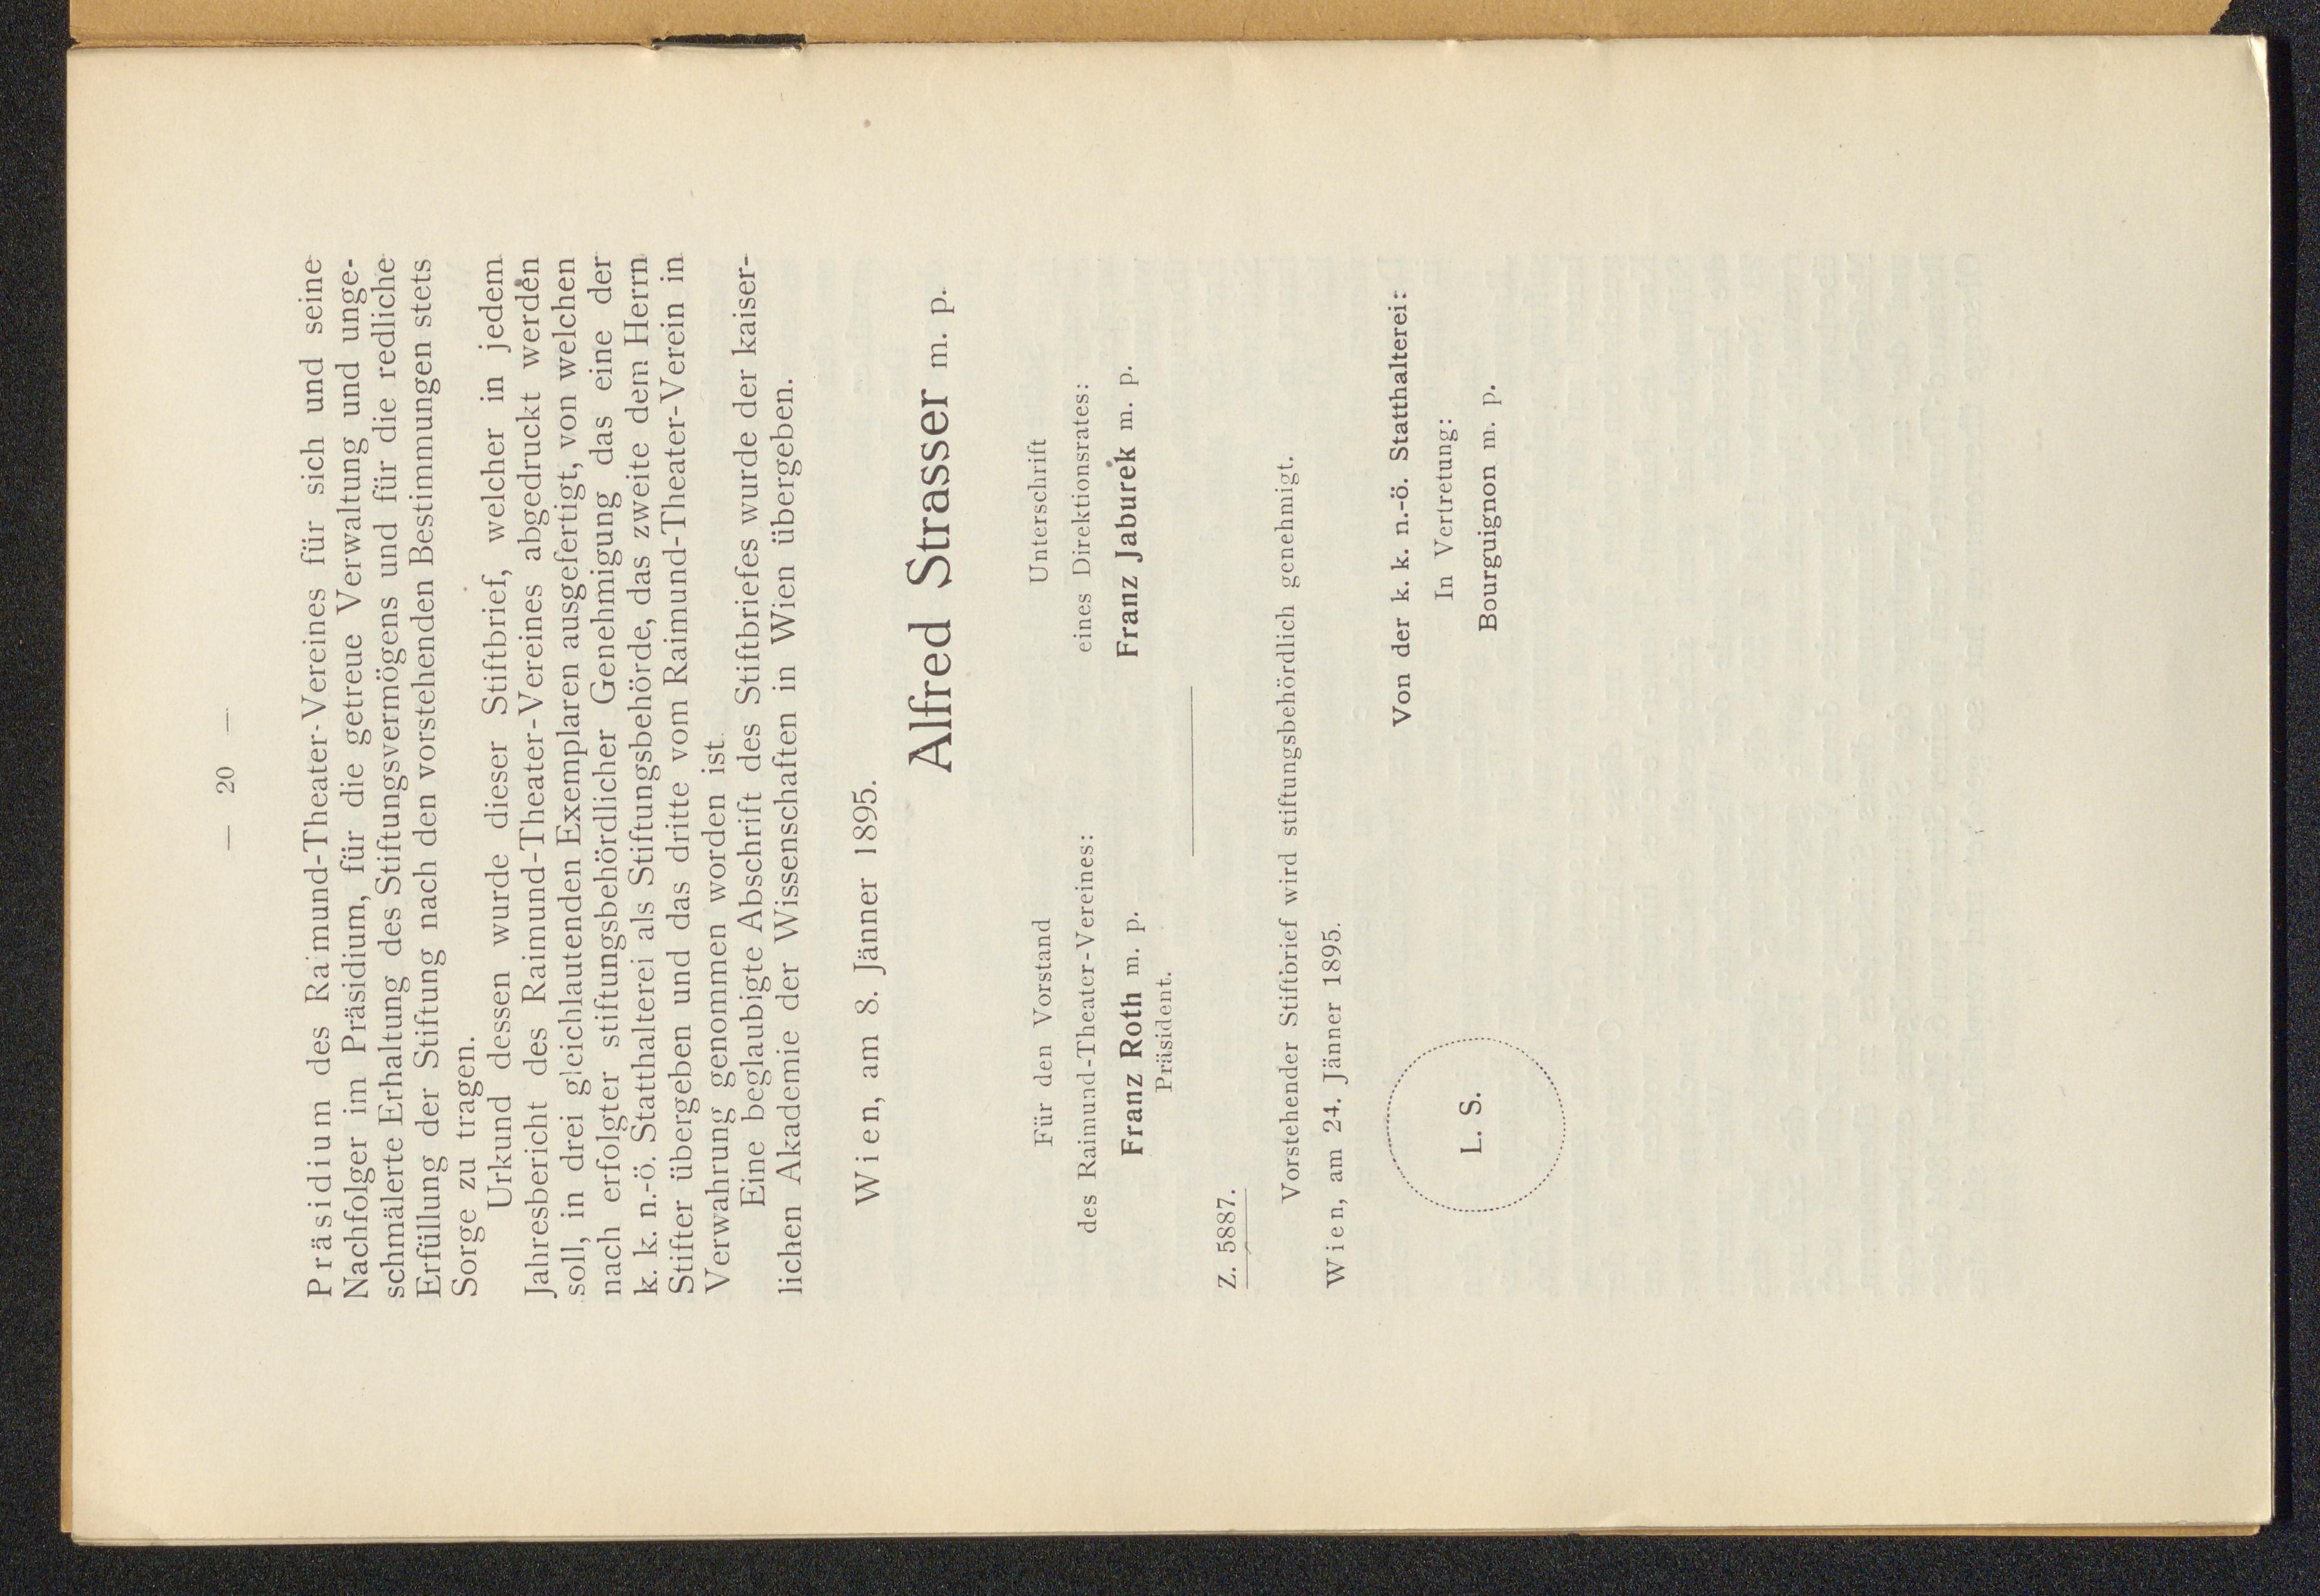 — 20 —
Präsidium des Raimund-Theater-Vereines für sich und seine
Nachfolger im Präsidium, für die getreue Verwaltung und unge-
schmälerte Erhaltung des Stiftungsvermögens und für die redliche
Erfüllung der Stiftung nach den vorstehenden Bestimmungen stets
Sorge zu tragen.
Urkund dessen wurde dieser Stiftbrief, welcher in jedem
Jahresbericht des Raimund-Theater-Vereines abgedruckt werden
soll, in drei gleichlautenden Exemplaren ausgefertigt, von welchen
nach erfolgter stiftungsbehördlicher Genehmigung das eine der
k. k. n.-ö. Statthalterei als Stiftungsbehörde, das zweite dem Herrn
Stifter übergeben und das dritte vom Raimund-Theater-Verein in
Verwahrung genommen worden ist.
Eine beglaubigte Abschrift des Stiftbriefes wurde der kaiser-
lichen Akademie der Wissenschaften in Wien übergeben.
Wien, am 8. Jänner 1895.
Alfred Strasser m. p.
Für den Vorstand
des Raimund-Theater-Vereines:
Franz Roth m. p.
Präsident.
Unterschrift
eines Direktionsrates:
Franz Jaburek m. p.
Z. 5887.
Vorstehender Stiftbrief wird stiftungsbehördlich genehmigt.
Wien, am 24. Jänner 1895.
Von der k. k. n.-ö. Statthalterei:
In Vertretung:
Bourguignon m. p.
L. S.